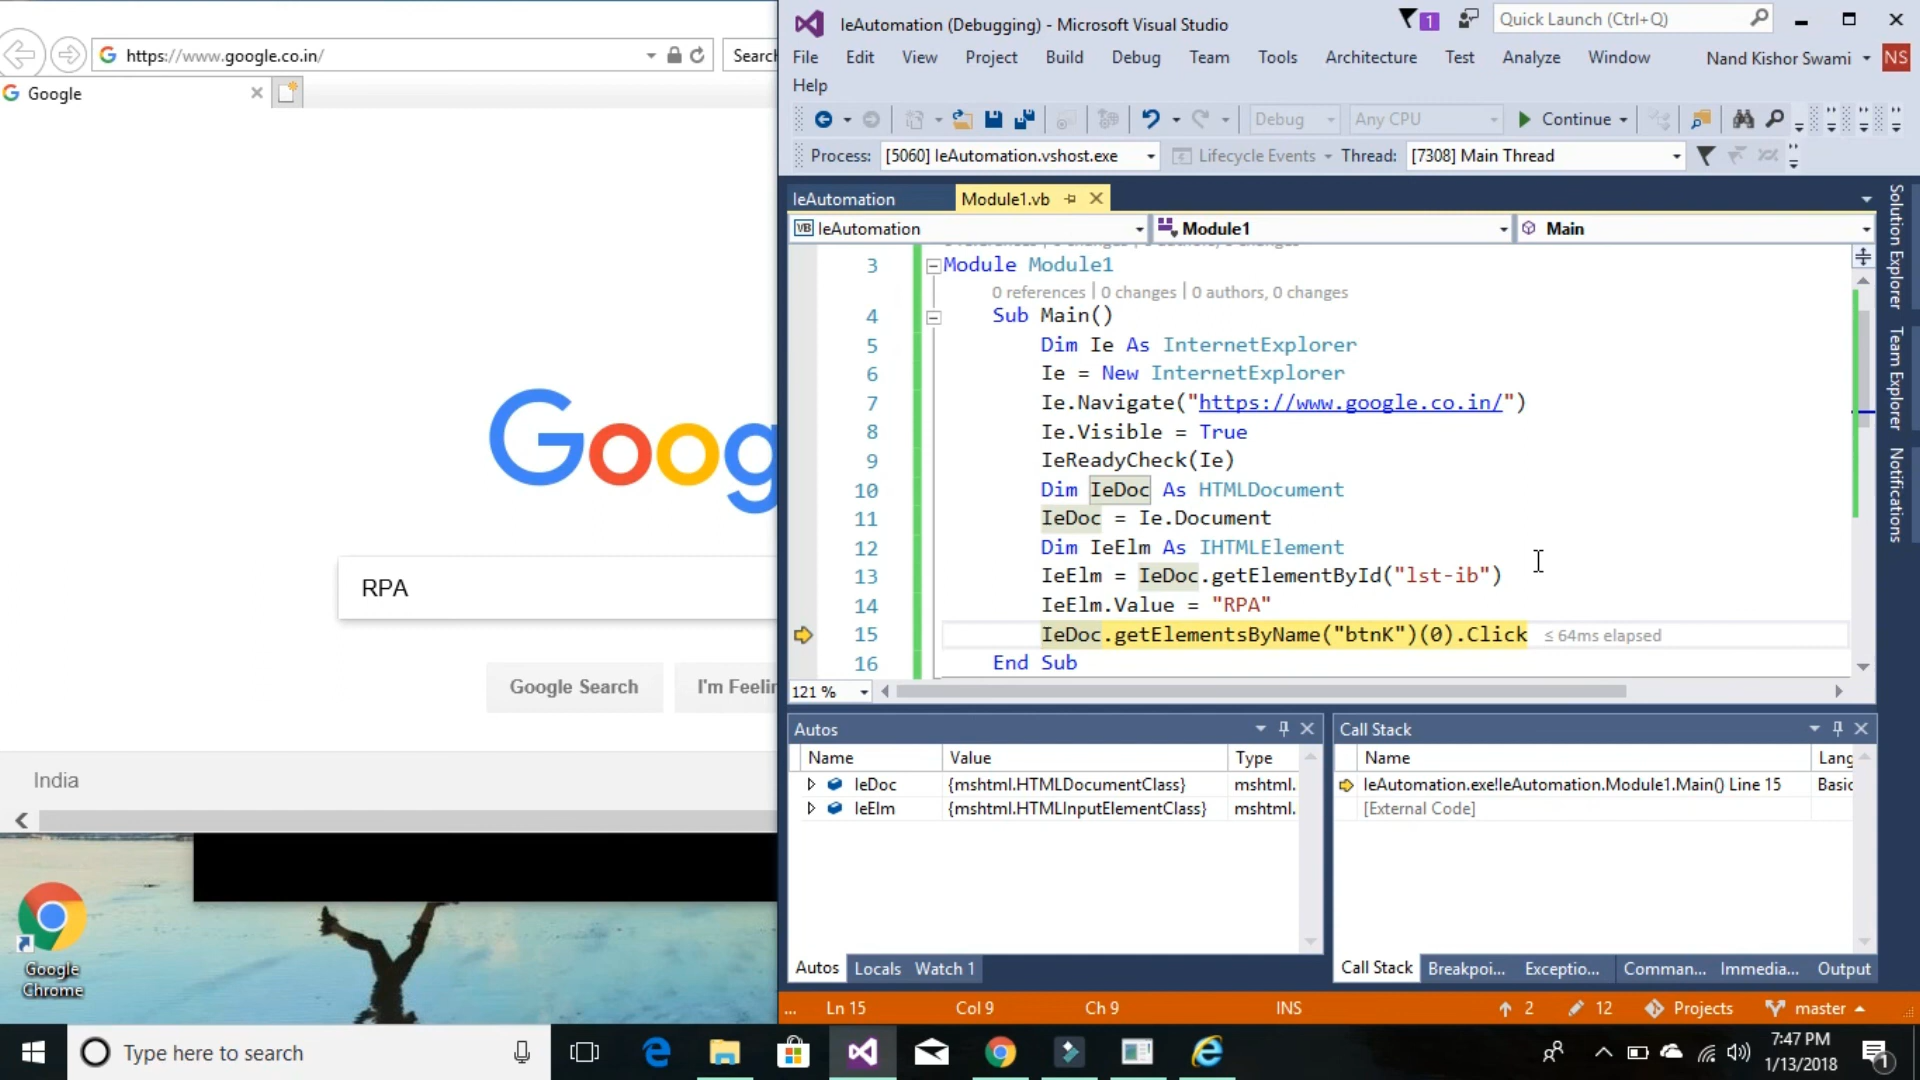 https://www.google.co.in/
Searc
Google
Google
RPA
Google Search
I'm Feelin
India
Google
Chrome
IeAutomation (Debugging) - Microsoft Visual Studio
1
Quick Launch (Ctrl+Q)
File Edit View Project Build Debug Team Tools Architecture Test Analyze Window
Nand Kishor Swami
NS
Help
Debug
Any CPU
Continue
Process: [5060] IeAutomation.vshost.exe
Lifecycle Events
Thread: [7308] Main Thread
IeAutomation
Module1.vb
VB IeAutomation
Module1
Main
3 Module Module1
0 references | 0 changes | 0 authors, 0 changes
4 Sub Main()
5 Dim Ie As InternetExplorer
6 Ie = New InternetExplorer
7 Ie.Navigate("https://www.google.co.in/")
8 Ie.Visible = True
9 IeReadyCheck(Ie)
10 Dim IeDoc As HTMLDocument
11 IeDoc = Ie.Document
12 Dim IeElm As IHTMLElement
13 IeElm = IeDoc.getElementById("lst-ib")
14 IeElm.Value = "RPA"
15 IeDoc.getElementsByName("btnK")(0).Click ≤ 64ms elapsed
16 End Sub
121 %
Solution Explorer
Team Explorer
Notifications
Autos
Name Value Type
IeDoc {mshtml.HTMLDocumentClass} mshtml.
IeElm {mshtml.HTMLInputElementClass} mshtml.
Autos Locals Watch 1
Call Stack
Name Lang
IeAutomation.exe!IeAutomation.Module1.Main() Line 15 Basic
[External Code]
Call Stack Breakpoi... Exceptio... Comman... Immedia... Output
... Ln 15 Col 9 Ch 9 INS 2 12 Projects master
Type here to search
7:47 PM
1/13/2018
1